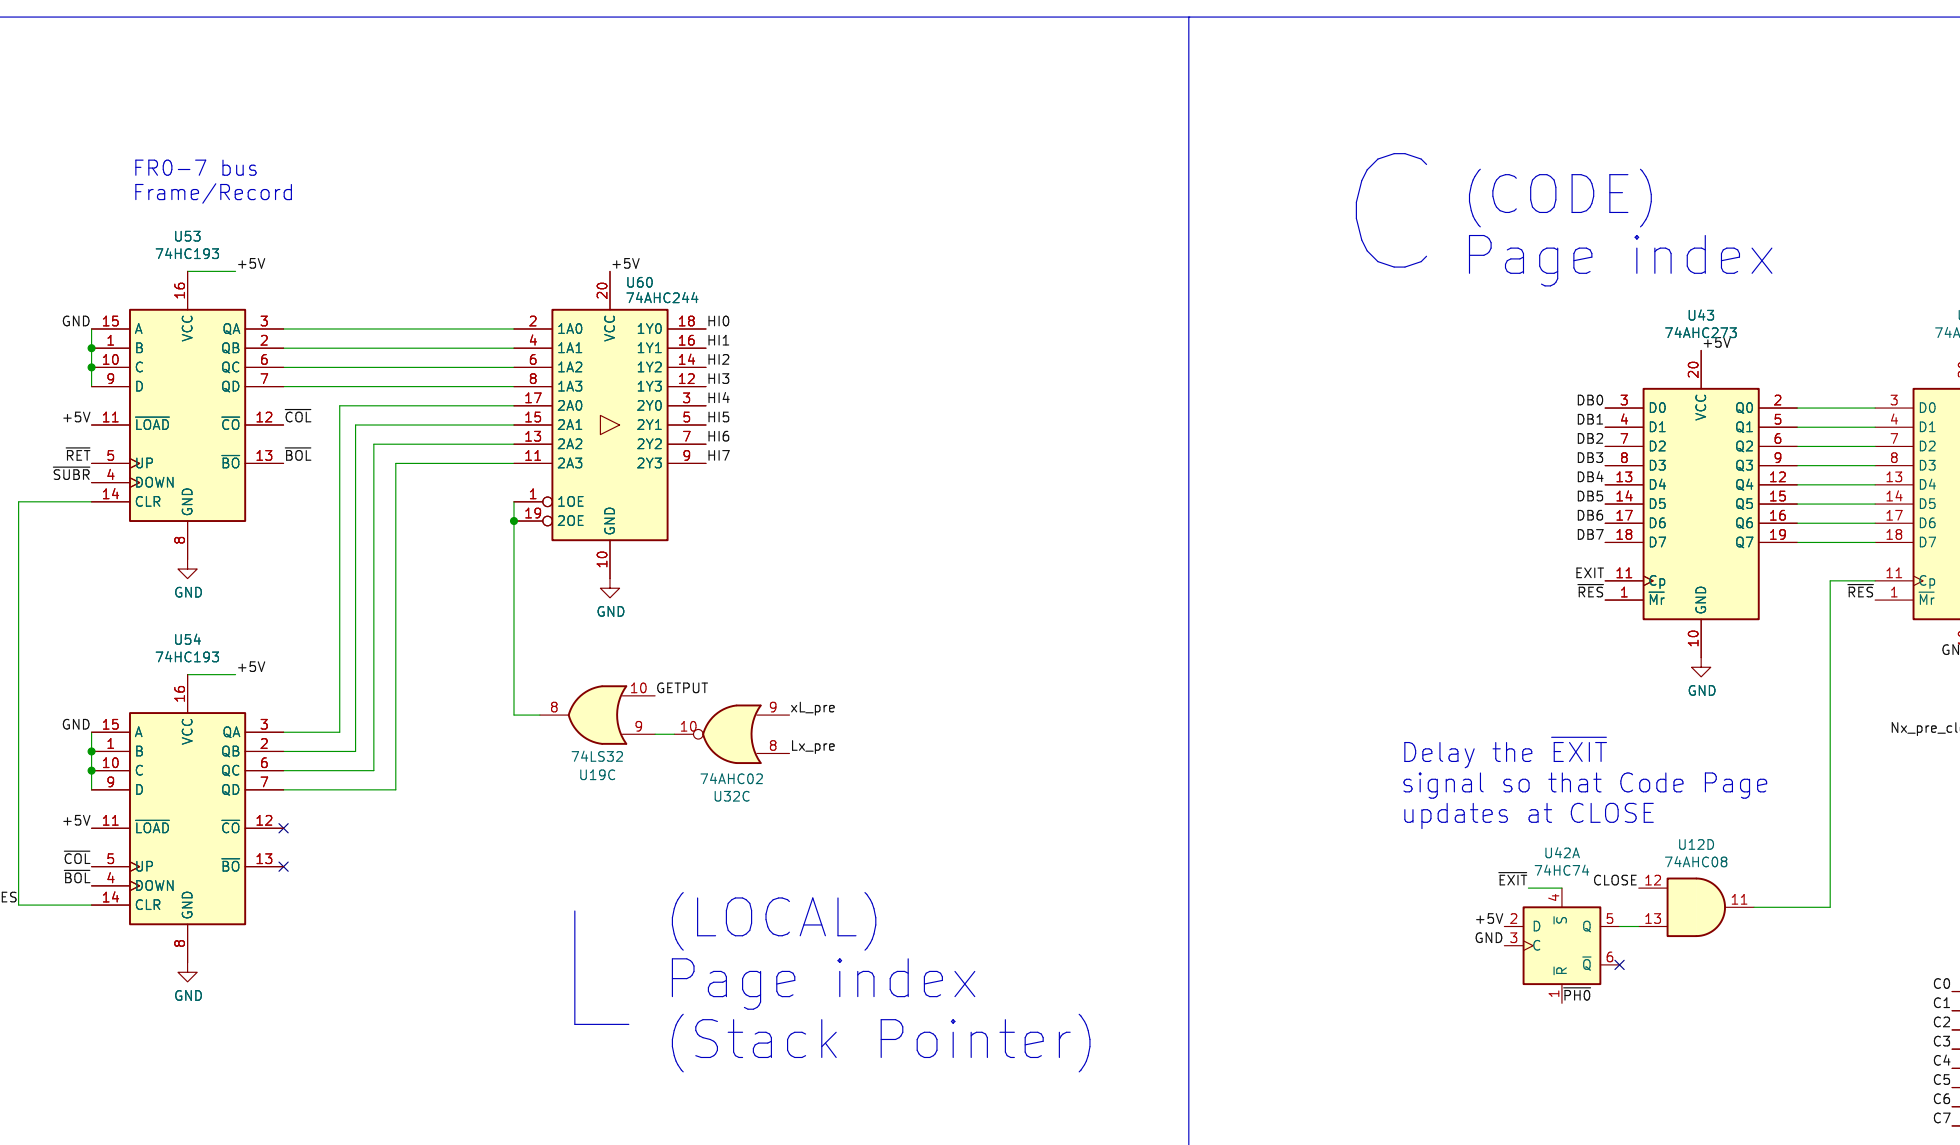 FR0-7 bus
Frame/Record
U53
74HC193
+5V
16
VCC
GND 15 A QA 3
1 B QB 2
10 C QC 6
9 D QD 7
+5V 11 LOAD CO 12 COL
RET 5 UP BO 13 BOL
SUBR 4 DOWN
14 CLR
GND
8
GND
U54
74HC193
+5V
16
VCC
GND 15 A QA 3
1 B QB 2
10 C QC 6
9 D QD 7
+5V 11 LOAD CO 12
COL 5 UP BO 13
BOL 4 DOWN
ES 14 CLR
GND
8
GND
+5V
U60
74AHC244
20
VCC
2 1A0 1Y0 18 HI0
4 1A1 1Y1 16 HI1
6 1A2 1Y2 14 HI2
8 1A3 1Y3 12 HI3
17 2A0 2Y0 3 HI4
15 2A1 2Y1 5 HI5
13 2A2 2Y2 7 HI6
11 2A3 2Y3 9 HI7
1 1OE
19 2OE
GND
10
GND
10 GETPUT
8
9
74LS32
U19C
10
9 xL_pre
8 Lx_pre
74AHC02
U32C
L
(LOCAL)
Page index
(Stack Pointer)
C
(CODE)
Page index
U43
74AHC273
+5V
20
VCC
DB0 3 D0 Q0 2
DB1 4 D1 Q1 5
DB2 7 D2 Q2 6
DB3 8 D3 Q3 9
DB4 13 D4 Q4 12
DB5 14 D5 Q5 15
DB6 17 D6 Q6 16
DB7 18 D7 Q7 19
EXIT 11 Cp
RES 1 Mr
GND
10
GND
74A
3 D0
4 D1
7 D2
8 D3
13 D4
14 D5
17 D6
18 D7
11 Cp
RES 1 Mr
Nx_pre_cl
Delay the EXIT
signal so that Code Page
updates at CLOSE
U42A
74HC74
EXIT
4
S
+5V 2 D Q 5
GND 3 C
Q 6
R
1 PH0
U12D
74AHC08
CLOSE 12
13
11
C0
C1
C2
C3
C4
C5
C6
C7